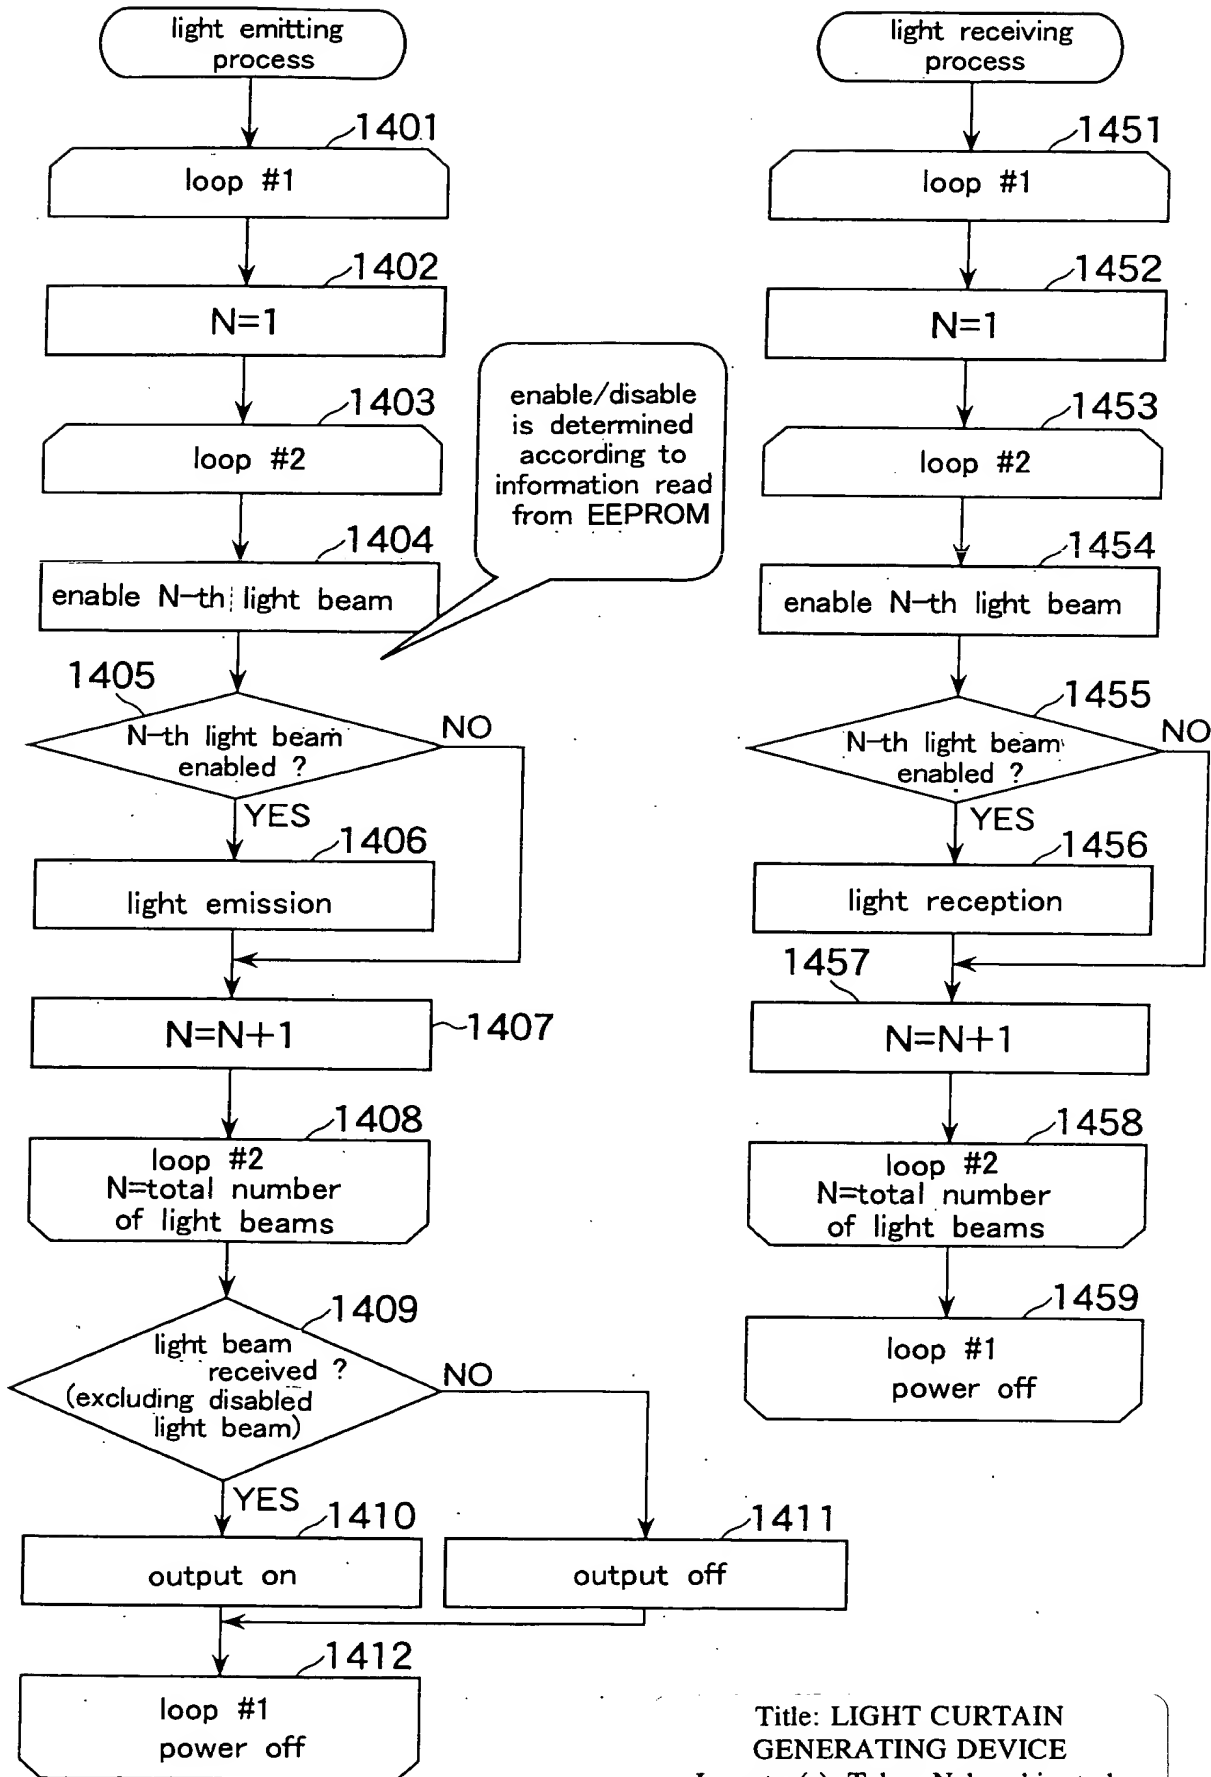 light emitting
process
1401
loop #1
1402
N=1
1403
loop #2
enable/disable
is determined
according to
information read
from EEPROM
1404
enable N-th light beam
1405
N-th light beam
enabled ?
NO
YES
1406
light emission
N=N+1
1407
1408
loop #2
N=total number
of light beams
1409
light beam
received ?
(excluding disabled
light beam)
NO
YES
1410
output on
1411
output off
1412
loop #1
power off
light receiving
process
1451
loop #1
1452
N=1
1453
loop #2
1454
enable N-th light beam
1455
N-th light beam
enabled ?
NO
YES
1456
light reception
1457
N=N+1
1458
loop #2
N=total number
of light beams
1459
loop #1
power off
Title: LIGHT CURTAIN
GENERATING DEVICE